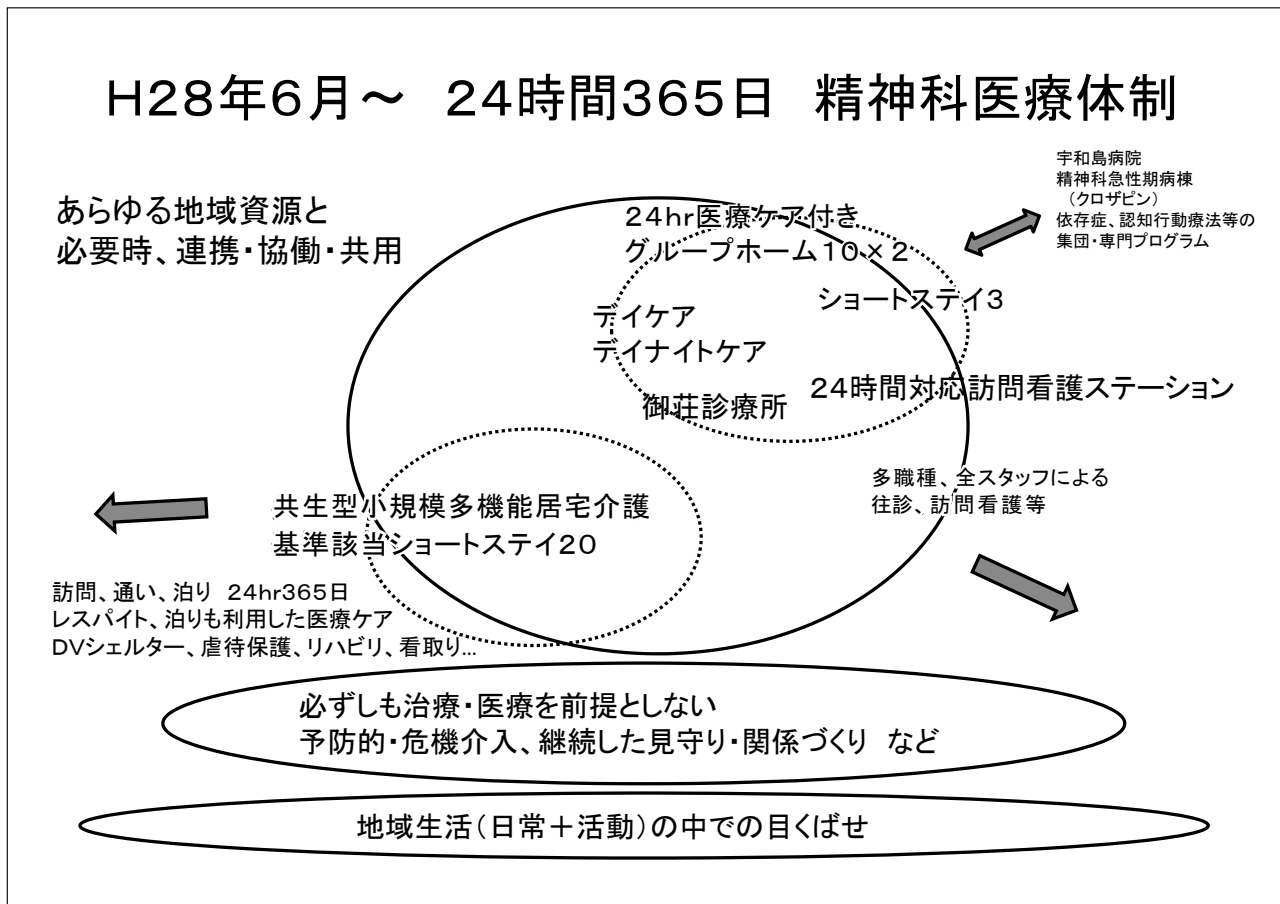 H28年6月～　24時間365日　精神科医療体制
あらゆる地域資源と
必要時、連携・協働・共用
宇和島病院
精神科急性期病棟
（クロザピン）
依存症、認知行動療法等の
集団・専門プログラム
24hr医療ケア付き
グループホーム10×2
ショートステイ3
デイケア
デイナイトケア
24時間対応訪問看護ステーション
御荘診療所
多職種、全スタッフによる
往診、訪問看護等
共生型小規模多機能居宅介護
基準該当ショートステイ20
訪問、通い、泊り　24hr365日
レスパイト、泊りも利用した医療ケア
DVシェルター、虐待保護、リハビリ、看取り…
必ずしも治療・医療を前提としない
予防的・危機介入、継続した見守り・関係づくり　など
地域生活（日常＋活動）の中での目くばせ